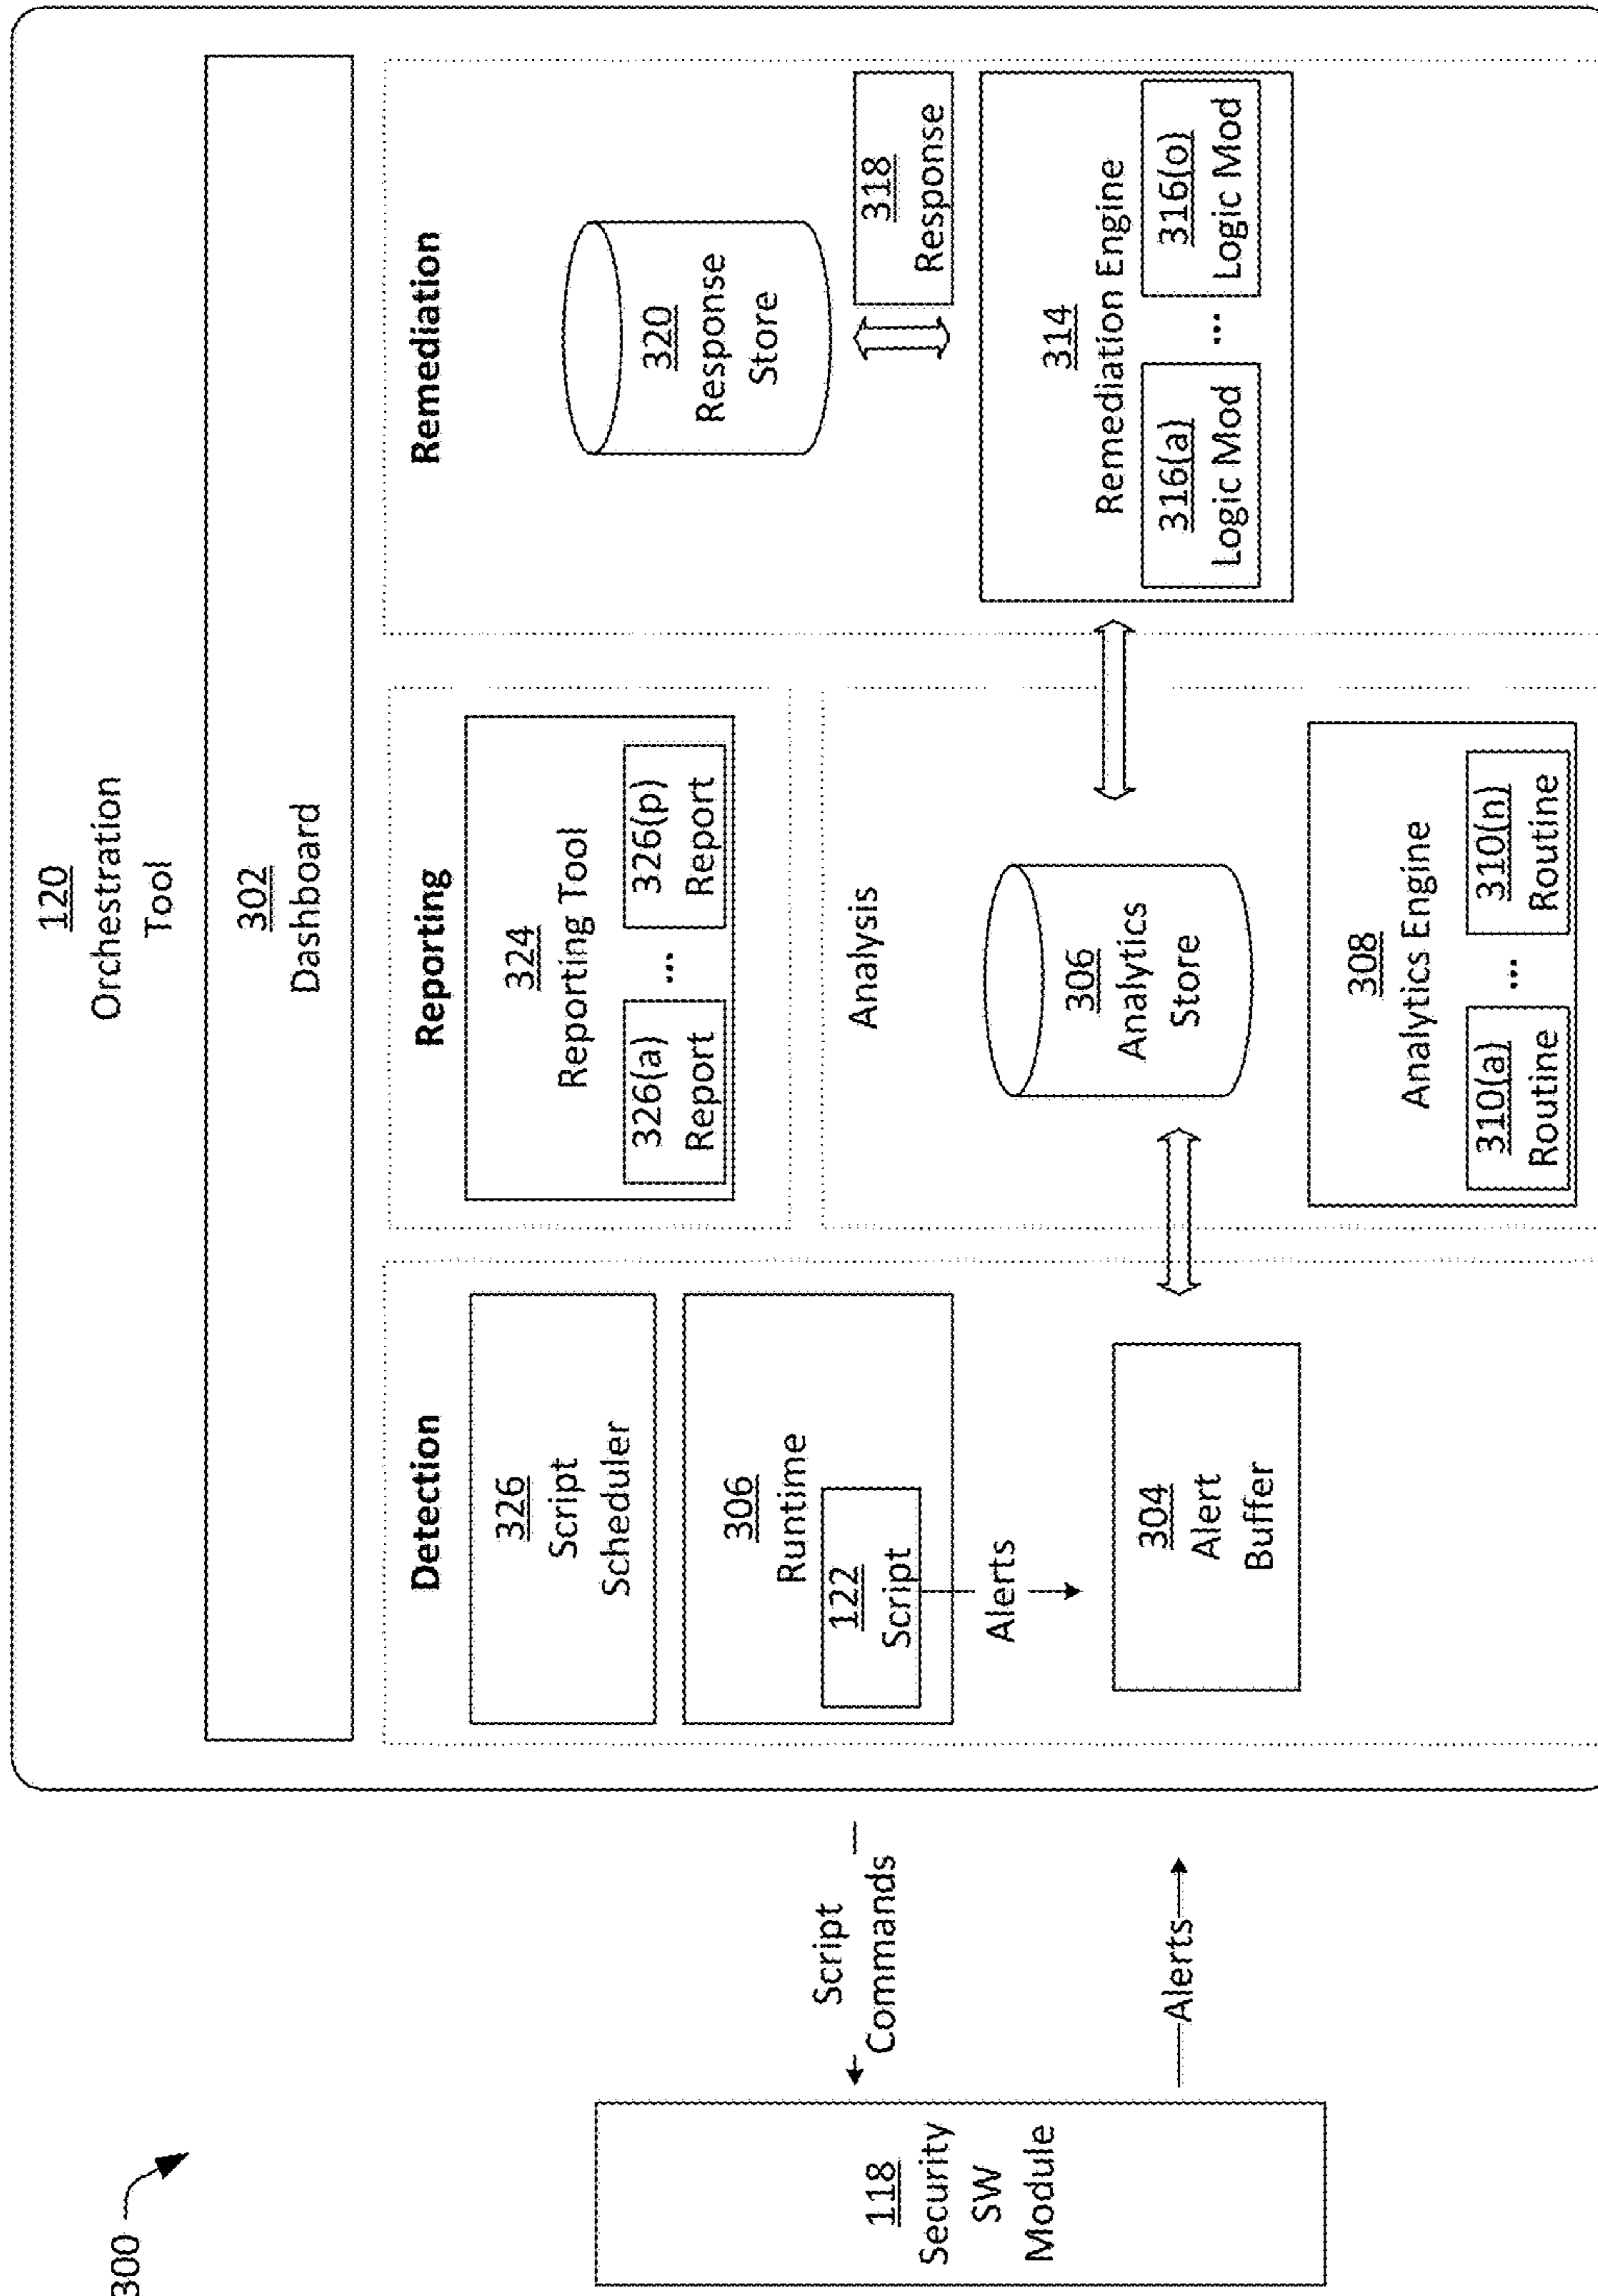 300
120
Orchestration
Tool
302
Dashboard
118
Security
SW
Module
Script
Commands
Alerts
Detection
326
Script
Scheduler
306
Runtime
122
Script
Alerts
304
Alert
Buffer
Reporting
324
Reporting Tool
326(a)
Report
...
326(p)
Report
Analysis
306
Analytics
Store
308
Analytics Engine
310(a)
Routine
...
310(n)
Routine
Remediation
320
Response
Store
318
Response
314
Remediation Engine
316(a)
Logic Mod
...
316(o)
Logic Mod